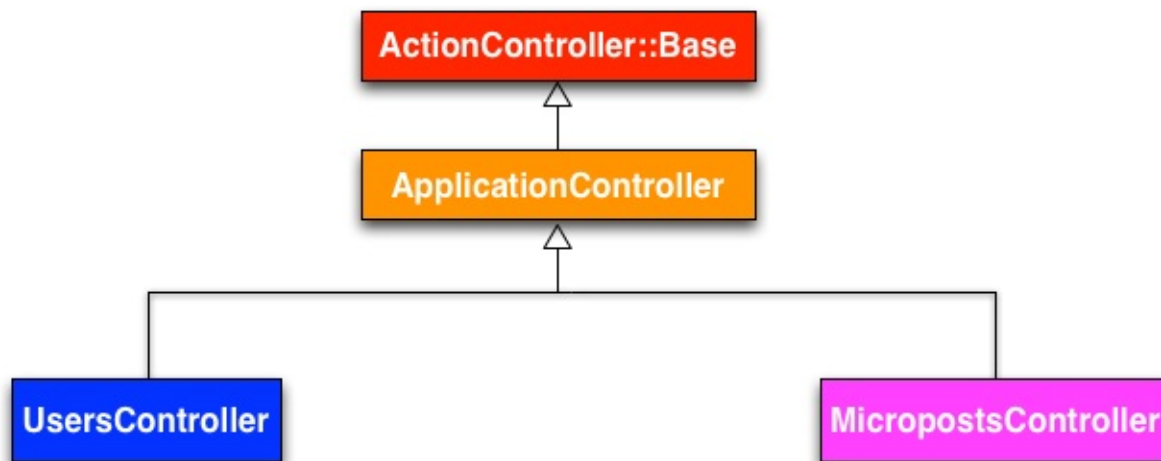 ActionController::Base
ApplicationController
UsersController
MicropostsController